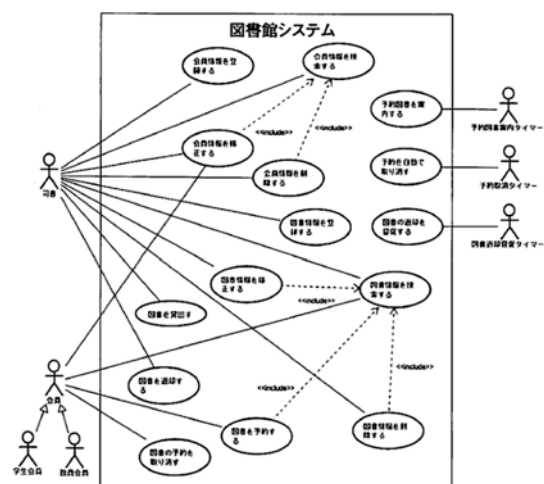 図書館システム
会員情報を登
録する
会員情報を検
索する
予約図書を案
内する
予約図書案内タイマー
<<include>>
<<include>>
会員情報を修
正する
会員情報を削
除する
予約を自動で
取り消す
予約取消タイマー
司書
図書情報を登
録する
図書の返却を
督促する
図書返却督促タイマー
図書情報を修
正する
図書情報を検
索する
<<include>>
図書を貸出す
<<include>>
<<include>>
図書を返却す
る
会員
図書を予約す
る
図書情報を削
除する
図書の予約を
取り消す
学生会員
教員会員